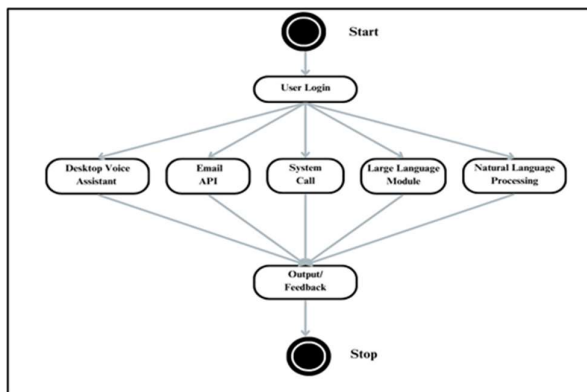 Start
User Login
Desktop Voice
Assistant
Email
API
System
Call
Large Language
Module
Natural Language
Processing
Output/
Feedback
Stop